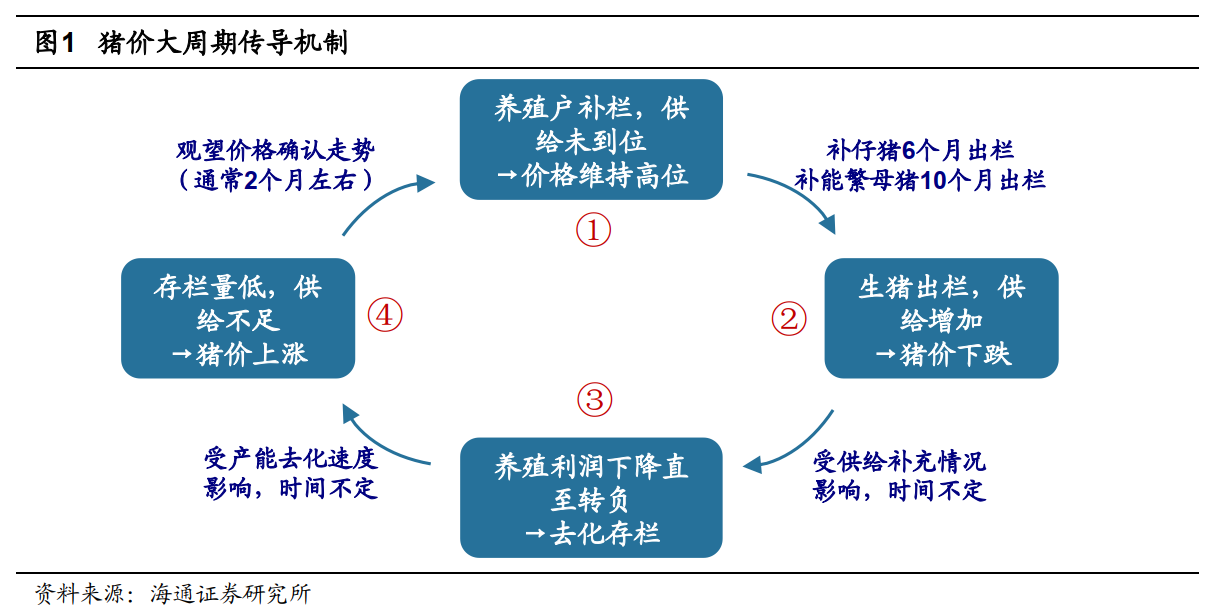 图1 猪价大周期传导机制
养殖户补栏，供
给未到位
→价格维持高位
①
观望价格确认走势
（通常2个月左右）
补仔猪6个月出栏
补能繁母猪10个月出栏
存栏量低，供
给不足
→猪价上涨
④
②
生猪出栏，供
给增加
→猪价下跌
③
养殖利润下降直
至转负
→去化存栏
受产能去化速度
影响，时间不定
受供给补充情况
影响，时间不定
资料来源：海通证券研究所